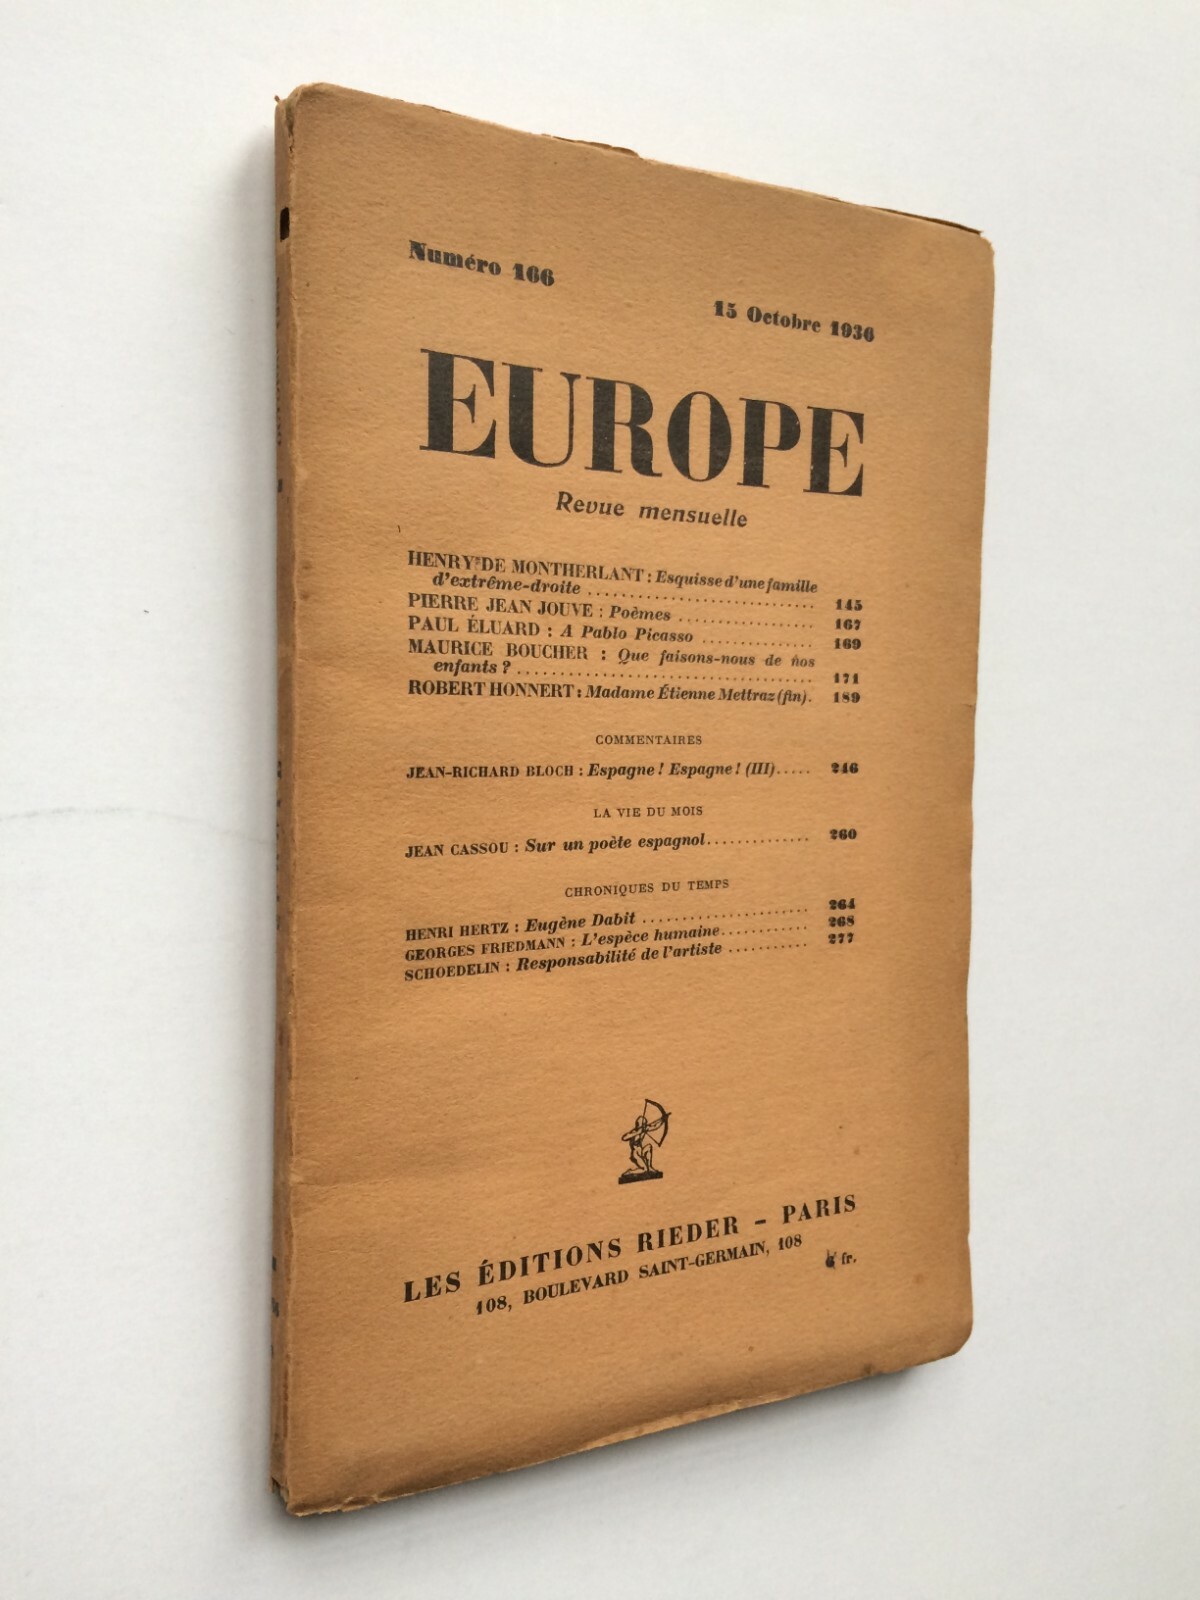 Numéro 166
15 Octobre 1936
EUROPE
Revue mensuelle
HENRY DE MONTHERLANT : Esquisse d'une famille
d'extrême-droite .............................. 145
PIERRE JEAN JOUVE : Poèmes .................. 167
PAUL ÉLUARD : A Pablo Picasso ............... 169
MAURICE BOUCHER : Que faisons-nous de nos
enfants ? ..................................... 171
ROBERT HONNERT : Madame Étienne Mettraz (fin). 189
COMMENTAIRES
JEAN-RICHARD BLOCH : Espagne ! Espagne ! (III)..... 246
LA VIE DU MOIS
JEAN CASSOU : Sur un poète espagnol.............. 260
CHRONIQUES DU TEMPS
HENRI HERTZ : Eugène Dabit ...................... 264
GEORGES FRIEDMANN : L'espèce humaine............ 268
SCHOEDELIN : Responsabilité de l'artiste ........... 277
LES ÉDITIONS RIEDER – PARIS
108, BOULEVARD SAINT-GERMAIN, 108
6 fr.